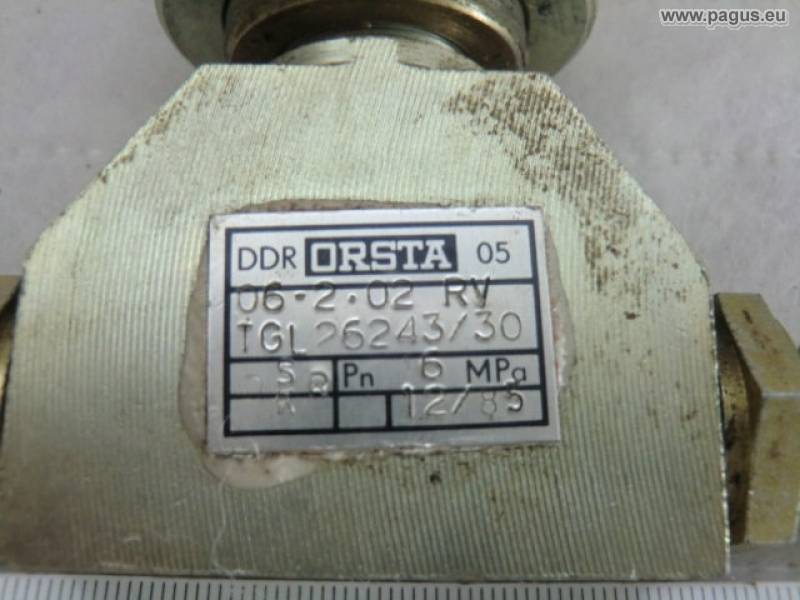 www.pagus.eu
DDR ORSTA 05
06-2·02 RV
TGL 26243/30
Pn 6 MPa
12/85